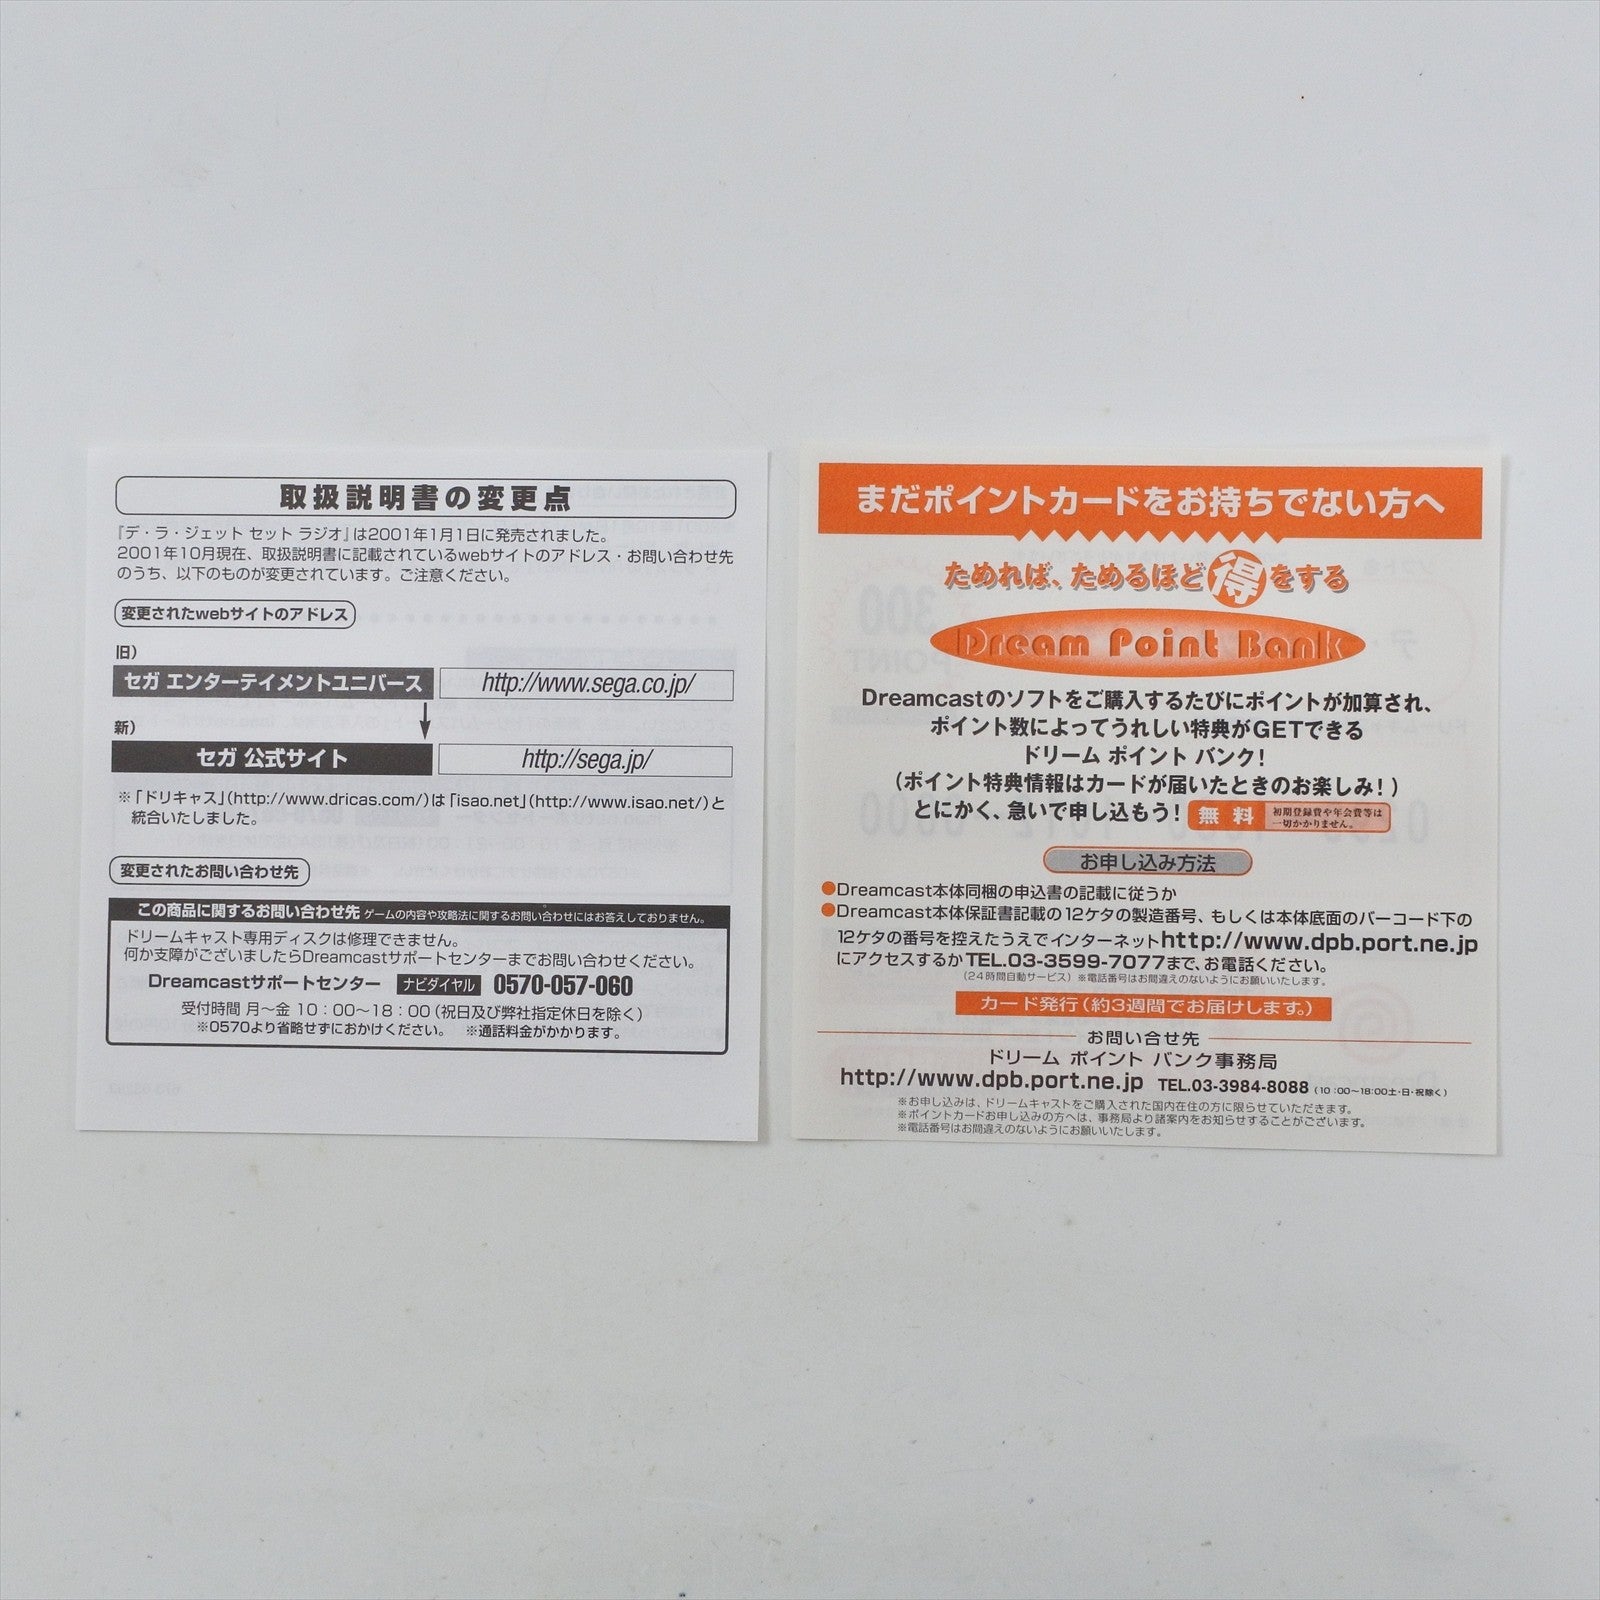 取扱説明書の変更点
『デ・ラ・ジェット セット ラジオ』は2001年1月1日に発売されました。
2001年10月現在、取扱説明書に記載されているwebサイトのアドレス・お問い合わせ先
のうち、以下のものが変更されています。ご注意ください。
変更されたwebサイトのアドレス
旧）
セガ エンターテイメントユニバース http://www.sega.co.jp/
新）
セガ 公式サイト http://sega.jp/
※「ドリキャス」（http://www.dricas.com/）は「isao.net」（http://www.isao.net/）と
統合いたしました。
変更されたお問い合わせ先
この商品に関するお問い合わせ先 ゲームの内容や攻略法に関するお問い合わせにはお答えしておりません。
ドリームキャスト専用ディスクは修理できません。
何か支障がございましたらDreamcastサポートセンターまでお問い合わせください。
Dreamcastサポートセンター ナビダイヤル 0570-057-060
受付時間 月～金 10：00～18：00（祝日及び弊社指定休日を除く）
※0570より省略せずにおかけください。 ※通話料金がかかります。
まだポイントカードをお持ちでない方へ
ためれば、ためるほど得をする
Dream Point Bank
Dreamcastのソフトをご購入するたびにポイントが加算され、
ポイント数によってうれしい特典がGETできる
ドリーム ポイント バンク！
（ポイント特典情報はカードが届いたときのお楽しみ！）
とにかく、急いで申し込もう！ 無料 初期登録費や年会費等は
一切かかりません。
お申し込み方法
●Dreamcast本体同梱の申込書の記載に従うか
●Dreamcast本体保証書記載の12ケタの製造番号、もしくは本体底面のバーコード下の
12ケタの番号を控えたうえでインターネットhttp://www.dpb.port.ne.jp
にアクセスするかTEL.03-3599-7077まで、お電話ください。
（24時間自動サービス）※電話番号はお間違えのないようにお願いいたします。
カード発行（約3週間でお届けします。）
お問い合せ先
ドリーム ポイント バンク事務局
http://www.dpb.port.ne.jp TEL.03-3984-8088（10：00～18：00土・日・祝除く）
※お申し込みは、ドリームキャストをご購入された国内在住の方に限らせていただきます。
※ポイントカードお申し込みの方へは、事務局より諸案内をお知らせすることがございます。
※電話番号はお間違えのないようにお願いいたします。